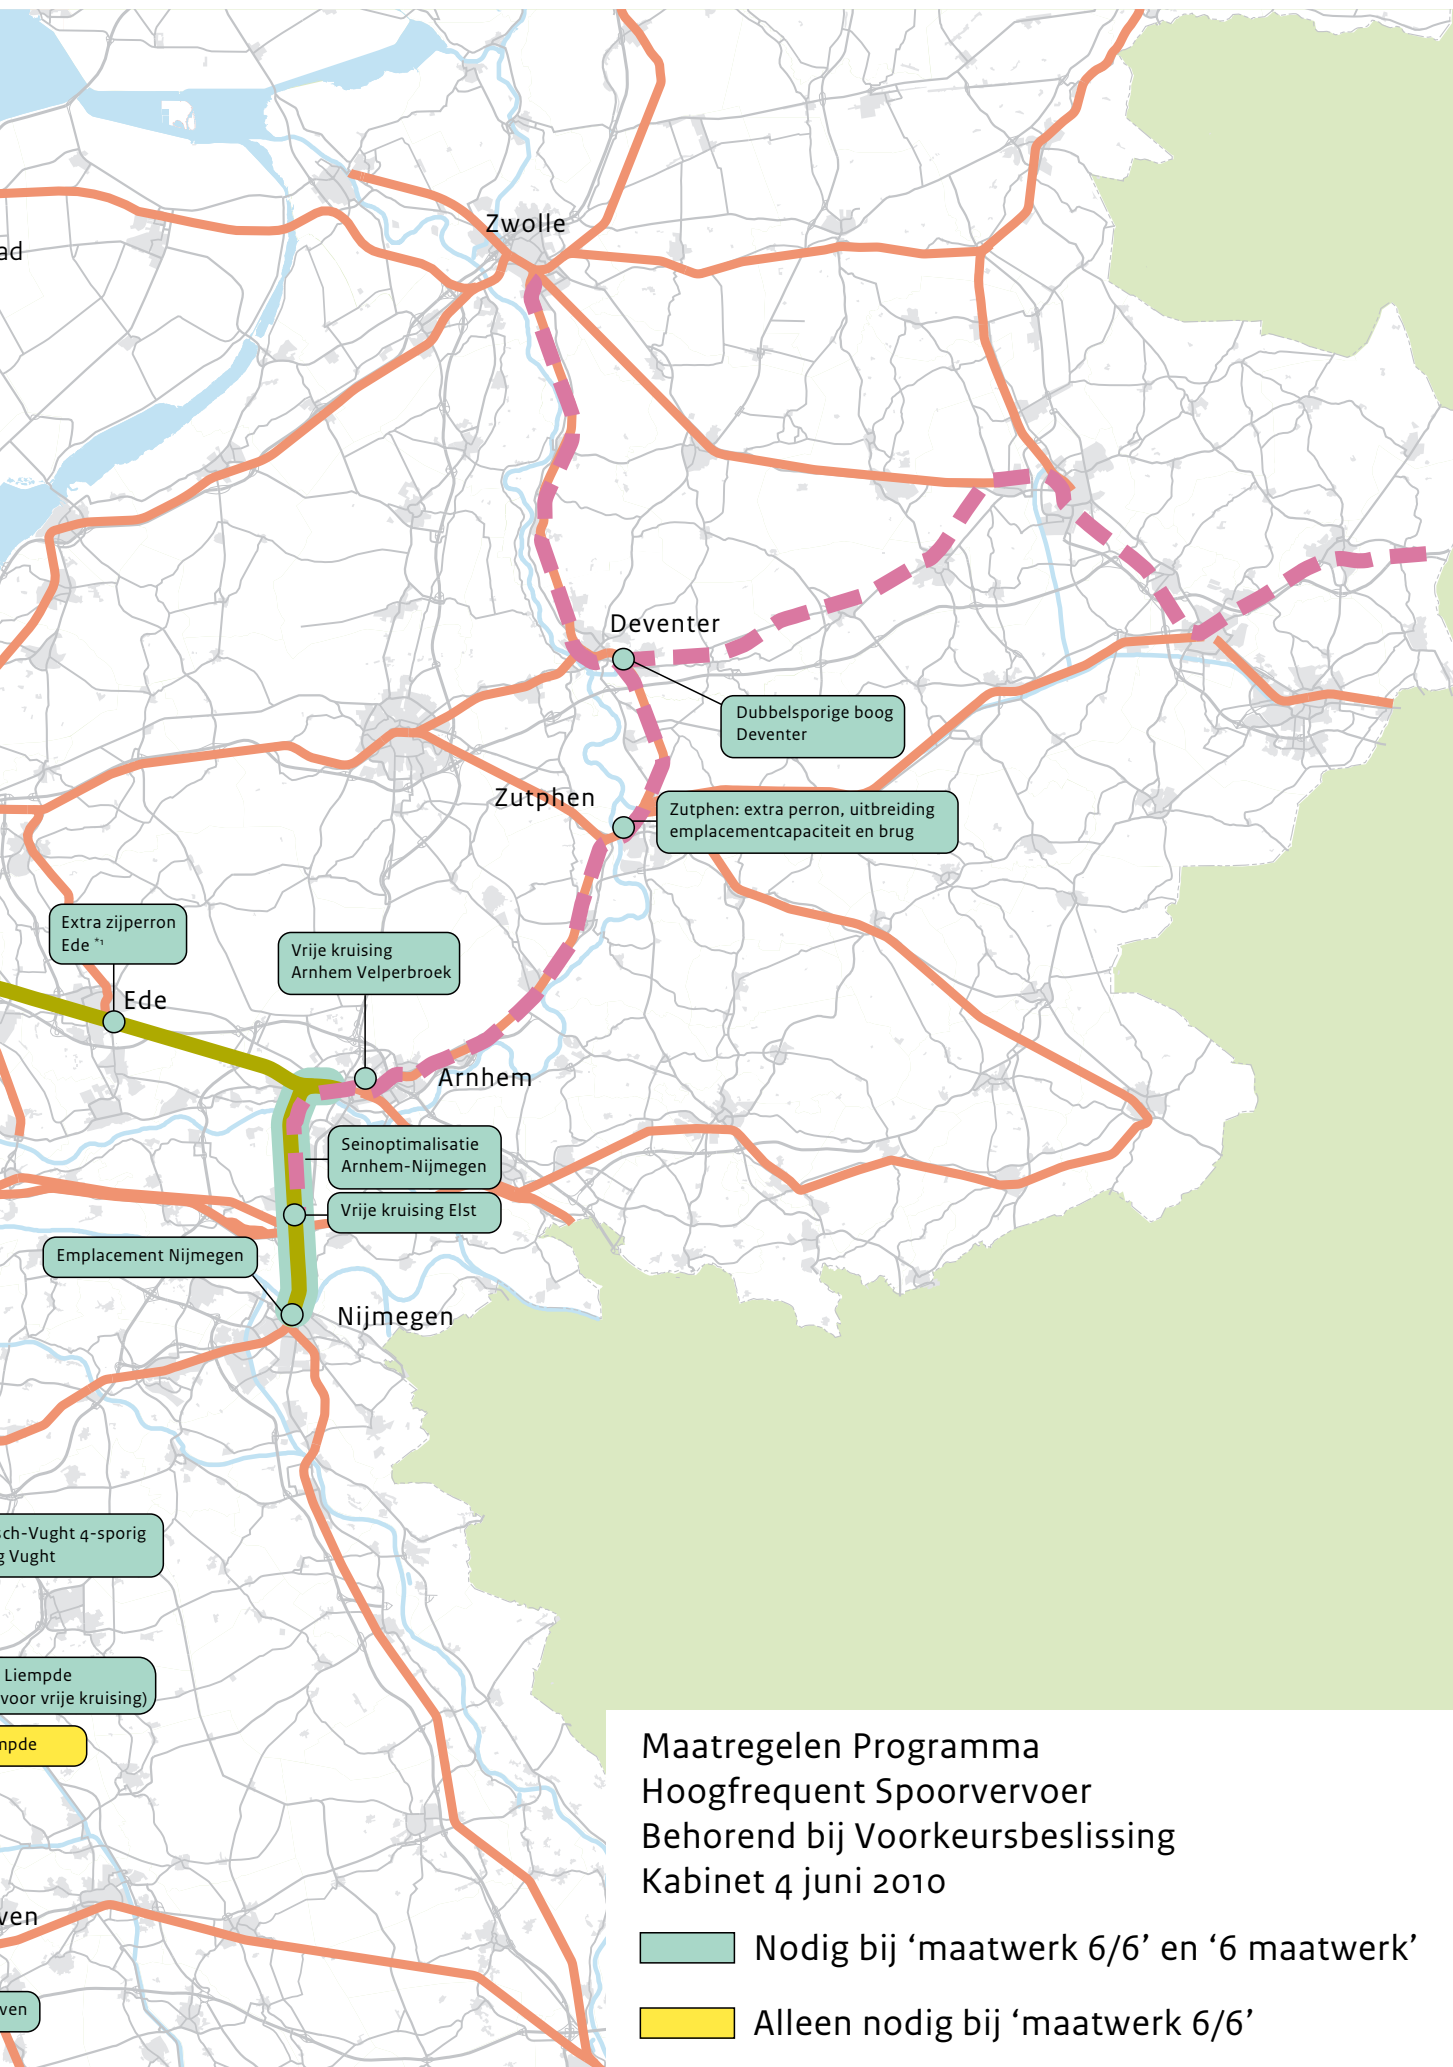 Zwolle
ad
Deventer
Dubbelsporige boog
Deventer
Zutphen
Zutphen: extra perron, uitbreiding
emplacementcapaciteit en brug
Extra zijperron
Ede *1
Vrije kruising
Arnhem Velperbroek
Ede
Arnhem
Seinoptimalisatie
Arnhem-Nijmegen
Vrije kruising Elst
Emplacement Nijmegen
Nijmegen
sch-Vught 4-sporig
g Vught
Liempde
voor vrije kruising)
mpde
ven
ven
Maatregelen Programma
Hoogfrequent Spoorvervoer
Behorend bij Voorkeursbeslissing
Kabinet 4 juni 2010
Nodig bij ‘maatwerk 6/6’ en ‘6 maatwerk’
Alleen nodig bij ‘maatwerk 6/6’